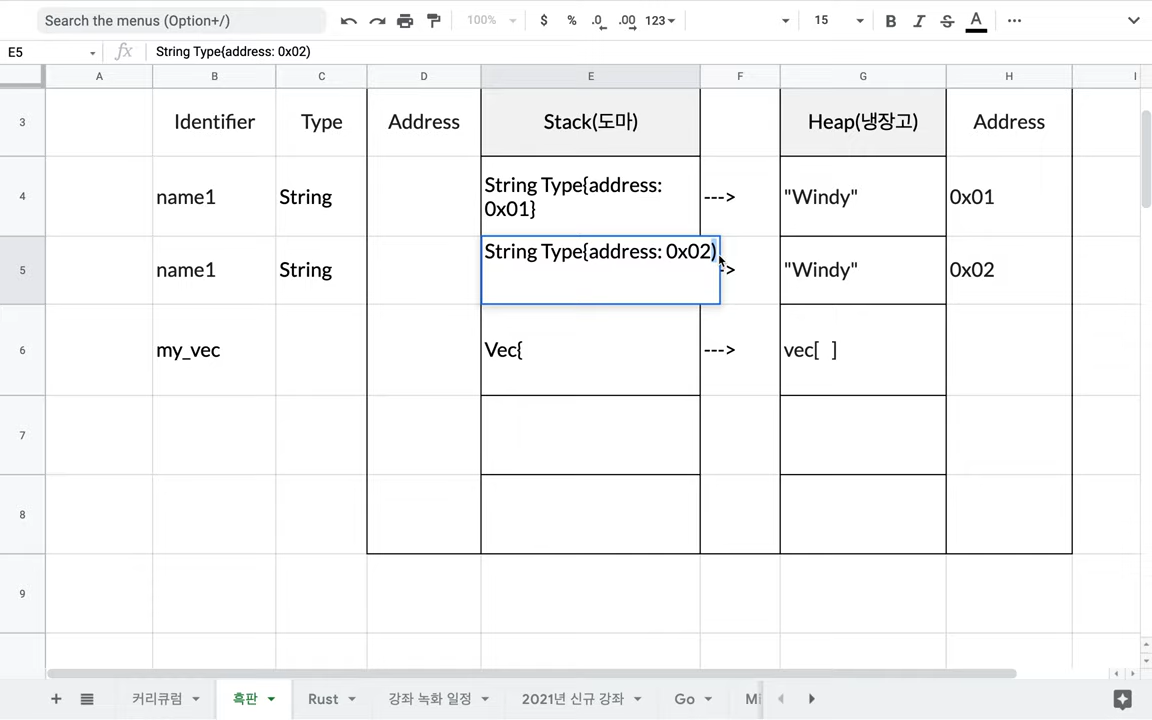 Search the menus (Option+/)
100%
$ % .0 .00 123
15 B I S A
E5 fx String Type{address: 0x02)
A B C D E F G H I
3 Identifier Type Address Stack(도마) Heap(냉장고) Address
4 name1 String String Type{address: 0x01} ---> "Windy" 0x01
5 name1 String String Type{address: 0x02) -> "Windy" 0x02
6 my_vec Vec{ ---> vec[ ]
7
8
9
커리큘럼 흑판 Rust 강좌 녹화 일정 2021년 신규 강좌 Go